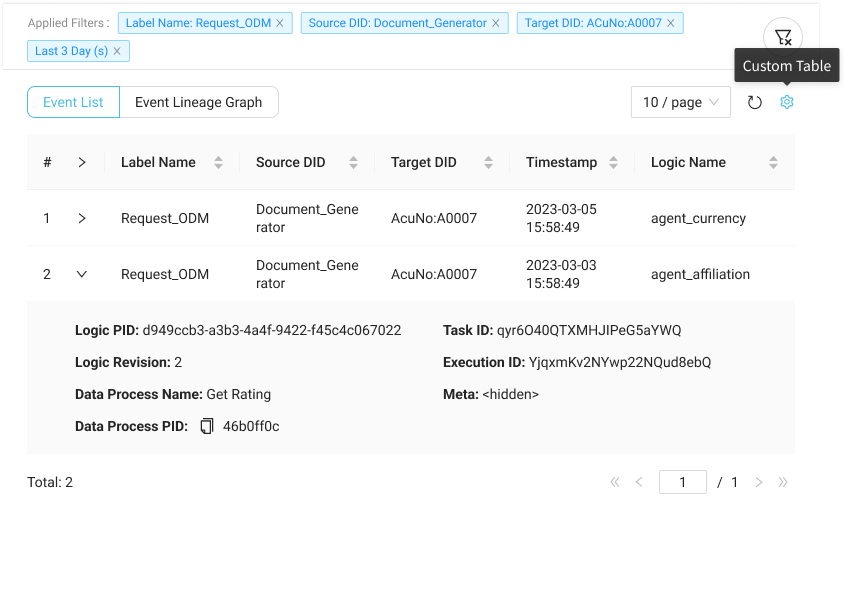 Applied Filters : Label Name: Request_ODM Source DID: Document_Generator Target DID: ACuNo:A0007
Last 3 Day (s)
Custom Table
Event List Event Lineage Graph 10 / page
# Label Name Source DID Target DID Timestamp Logic Name
1 Request_ODM Document_Gene
rator AcuNo:A0007 2023-03-05
15:58:49 agent_currency
2 Request_ODM Document_Gene
rator AcuNo:A0007 2023-03-03
15:58:49 agent_affiliation
Logic PID: d949ccb3-a3b3-4a4f-9422-f45c4c067022 Task ID: qyr6O40QTXMHJIPeG5aYWQ
Logic Revision: 2 Execution ID: YjqxmKv2NYwp22NQud8ebQ
Data Process Name: Get Rating Meta: <hidden>
Data Process PID: 46b0ff0c
Total: 2 1 / 1